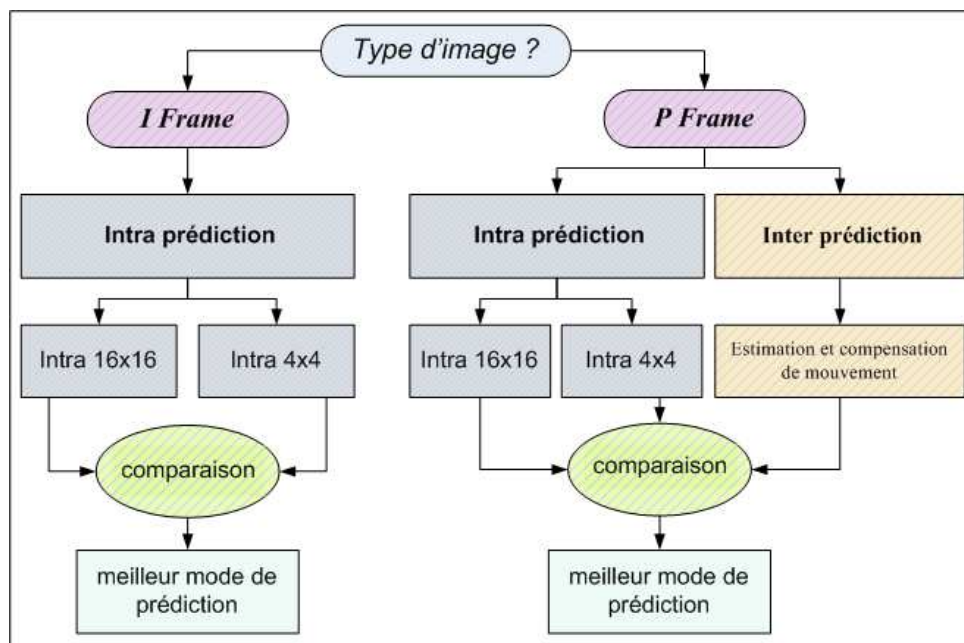 Type d'image ?
I Frame
P Frame
Intra prédiction
Intra prédiction
Inter prédiction
Intra 16x16
Intra 4x4
Intra 16x16
Intra 4x4
Estimation et compensation
de mouvement
comparaison
comparaison
meilleur mode de
prédiction
meilleur mode de
prédiction